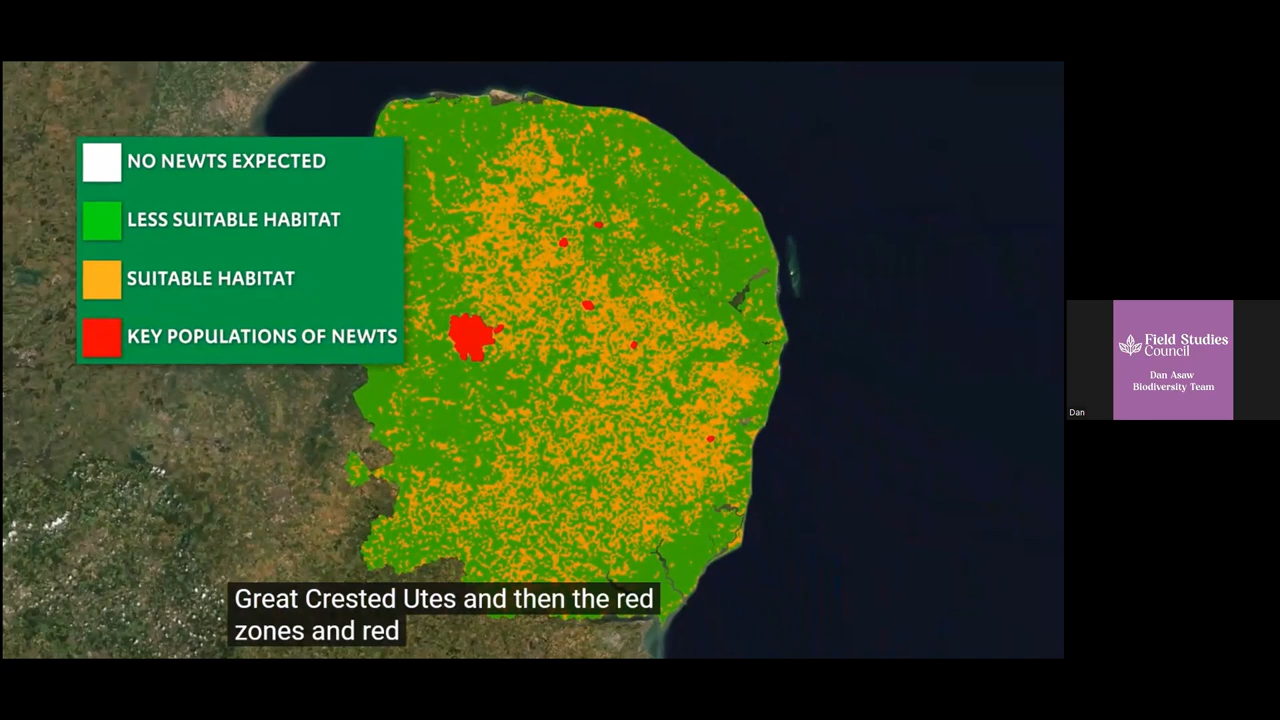 NO NEWTS EXPECTED
LESS SUITABLE HABITAT
SUITABLE HABITAT
KEY POPULATIONS OF NEWTS
Great Crested Utes and then the red
zones and red
Field Studies
Council
Dan Asaw
Biodiversity Team
Dan